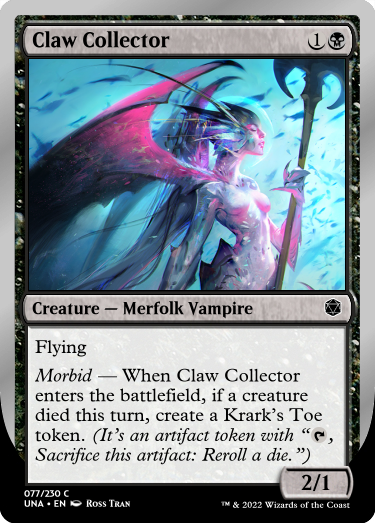 Claw Collector 1
Creature — Merfolk Vampire
Flying
Morbid — When Claw Collector
enters the battlefield, if a creature
died this turn, create a Krark's Toe
token. (It's an artifact token with “,
Sacrifice this artifact: Reroll a die.”)
2/1
077/230 C
UNA • EN Ross Tran
™ & 2022 Wizards of the Coast